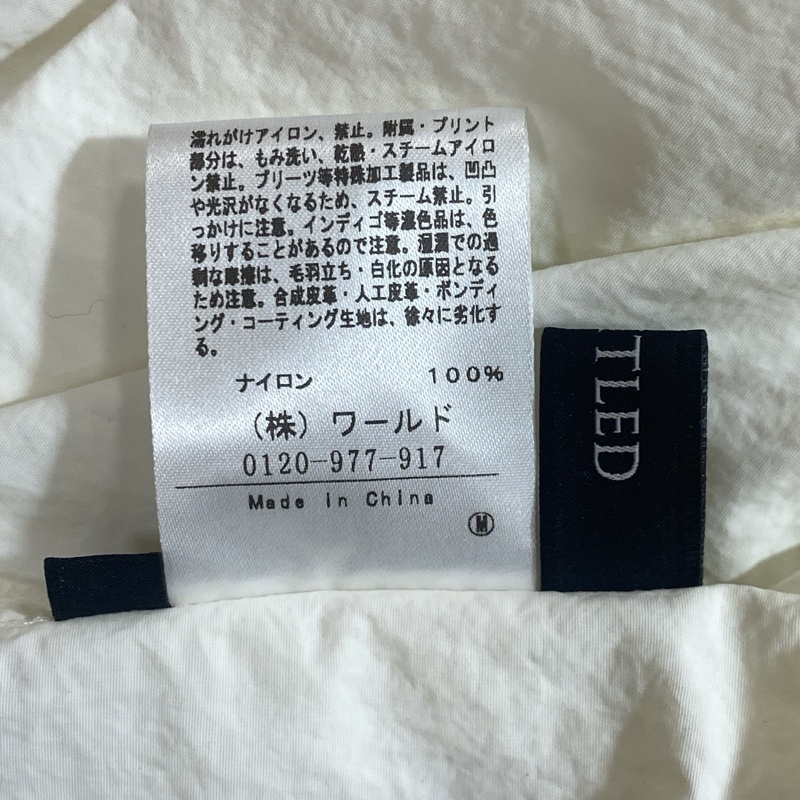 濡れがけアイロン、禁止。附属・プリント
部分は、もみ洗い、乾燥・スチームアイロ
ン禁止。プリーツ等特殊加工製品は、凹凸
や光沢がなくなるため、スチーム禁止。引
っかけに注意。インディゴ等濃色品は、色
移りすることがあるので注意。湿潤での過
剰な摩擦は、毛羽立ち・白化の原因となる
ため注意。合成皮革・人工皮革・ボンディ
ング・コーティング生地は、徐々に劣化す
る。
ナイロン 100%
(株)ワールド
0120-977-917
Made in China
Ⓜ
TLED